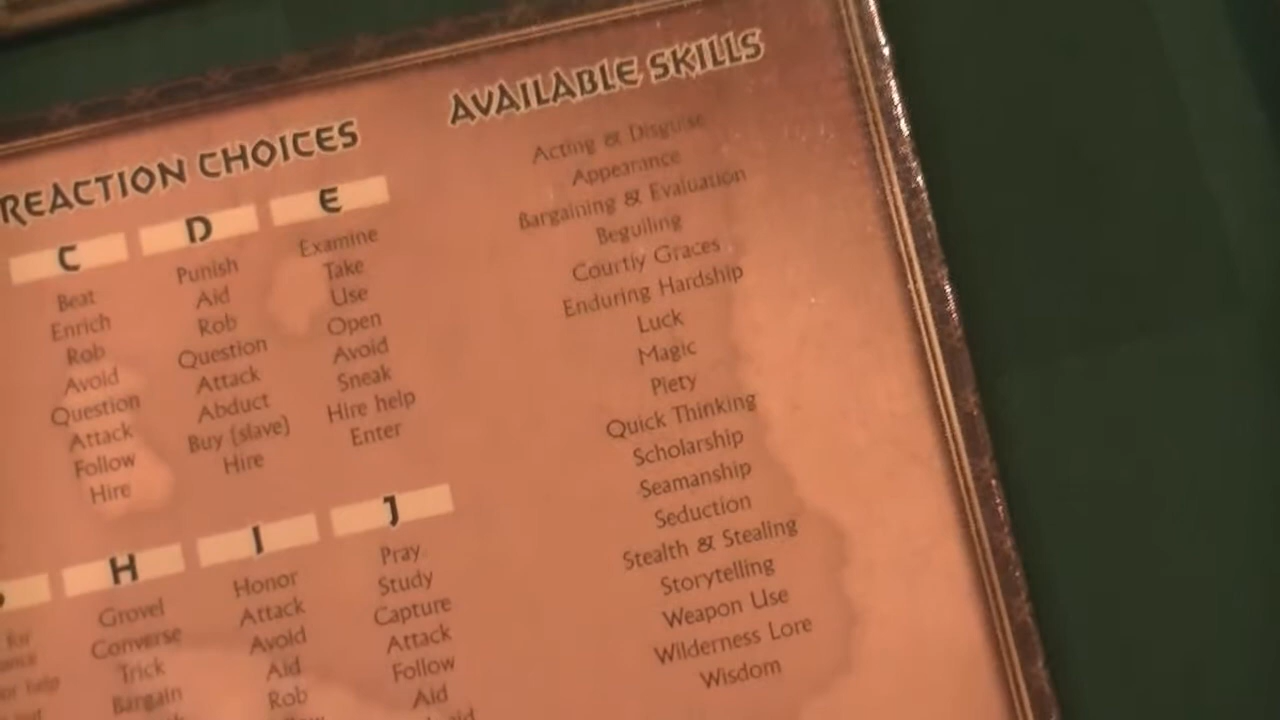 REACTION CHOICES
C
Beat
Enrich
Rob
Avoid
Question
Attack
Follow
Hire
D
Punish
Aid
Rob
Question
Attack
Abduct
Buy (slave)
Hire
E
Examine
Take
Use
Open
Avoid
Sneak
Hire help
Enter
H
Grovel
Converse
Trick
Bargain
I
Honor
Attack
Avoid
Aid
Rob
J
Pray
Study
Capture
Attack
Follow
Aid
AVAILABLE SKILLS
Acting & Disguise
Appearance
Bargaining & Evaluation
Beguiling
Courtly Graces
Enduring Hardship
Luck
Magic
Piety
Quick Thinking
Scholarship
Seamanship
Seduction
Stealth & Stealing
Storytelling
Weapon Use
Wilderness Lore
Wisdom